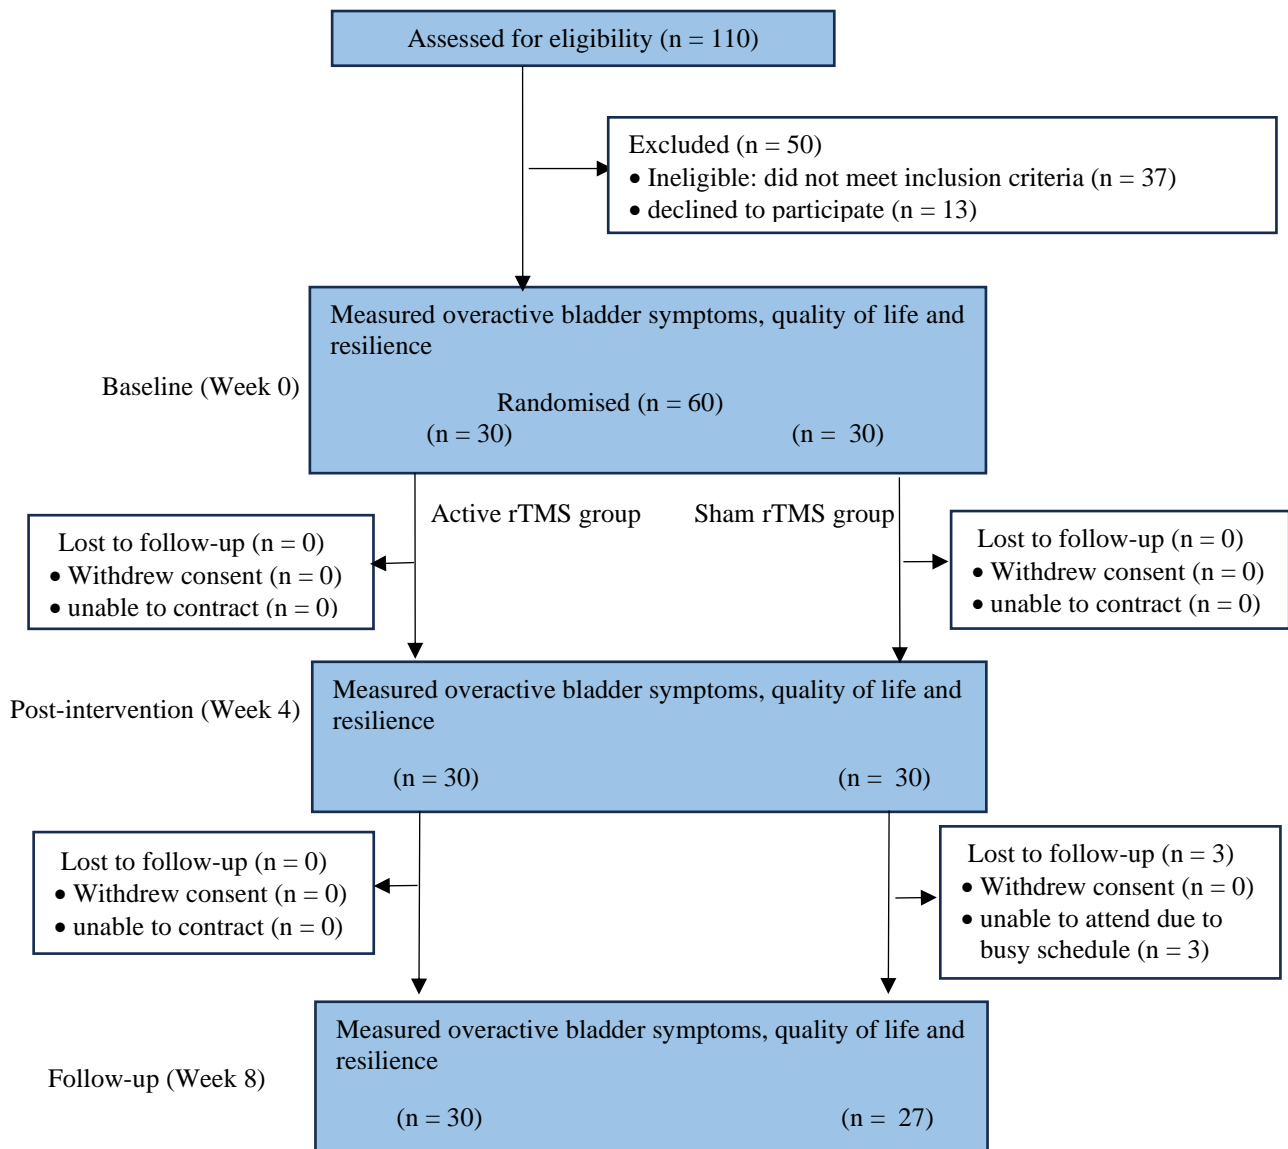 Assessed for eligibility (n = 110)
Excluded (n = 50)
• Ineligible: did not meet inclusion criteria (n = 37)
• declined to participate (n = 13)
Measured overactive bladder symptoms, quality of life and
resilience
Baseline (Week 0)
Randomised (n = 60)
(n = 30) (n = 30)
Active rTMS group Sham rTMS group
Lost to follow-up (n = 0)
• Withdrew consent (n = 0)
• unable to contract (n = 0)
Lost to follow-up (n = 0)
• Withdrew consent (n = 0)
• unable to contract (n = 0)
Measured overactive bladder symptoms, quality of life and
resilience
Post-intervention (Week 4)
(n = 30) (n = 30)
Lost to follow-up (n = 0)
• Withdrew consent (n = 0)
• unable to contract (n = 0)
Lost to follow-up (n = 3)
• Withdrew consent (n = 0)
• unable to attend due to
busy schedule (n = 3)
Measured overactive bladder symptoms, quality of life and
resilience
Follow-up (Week 8)
(n = 30) (n = 27)